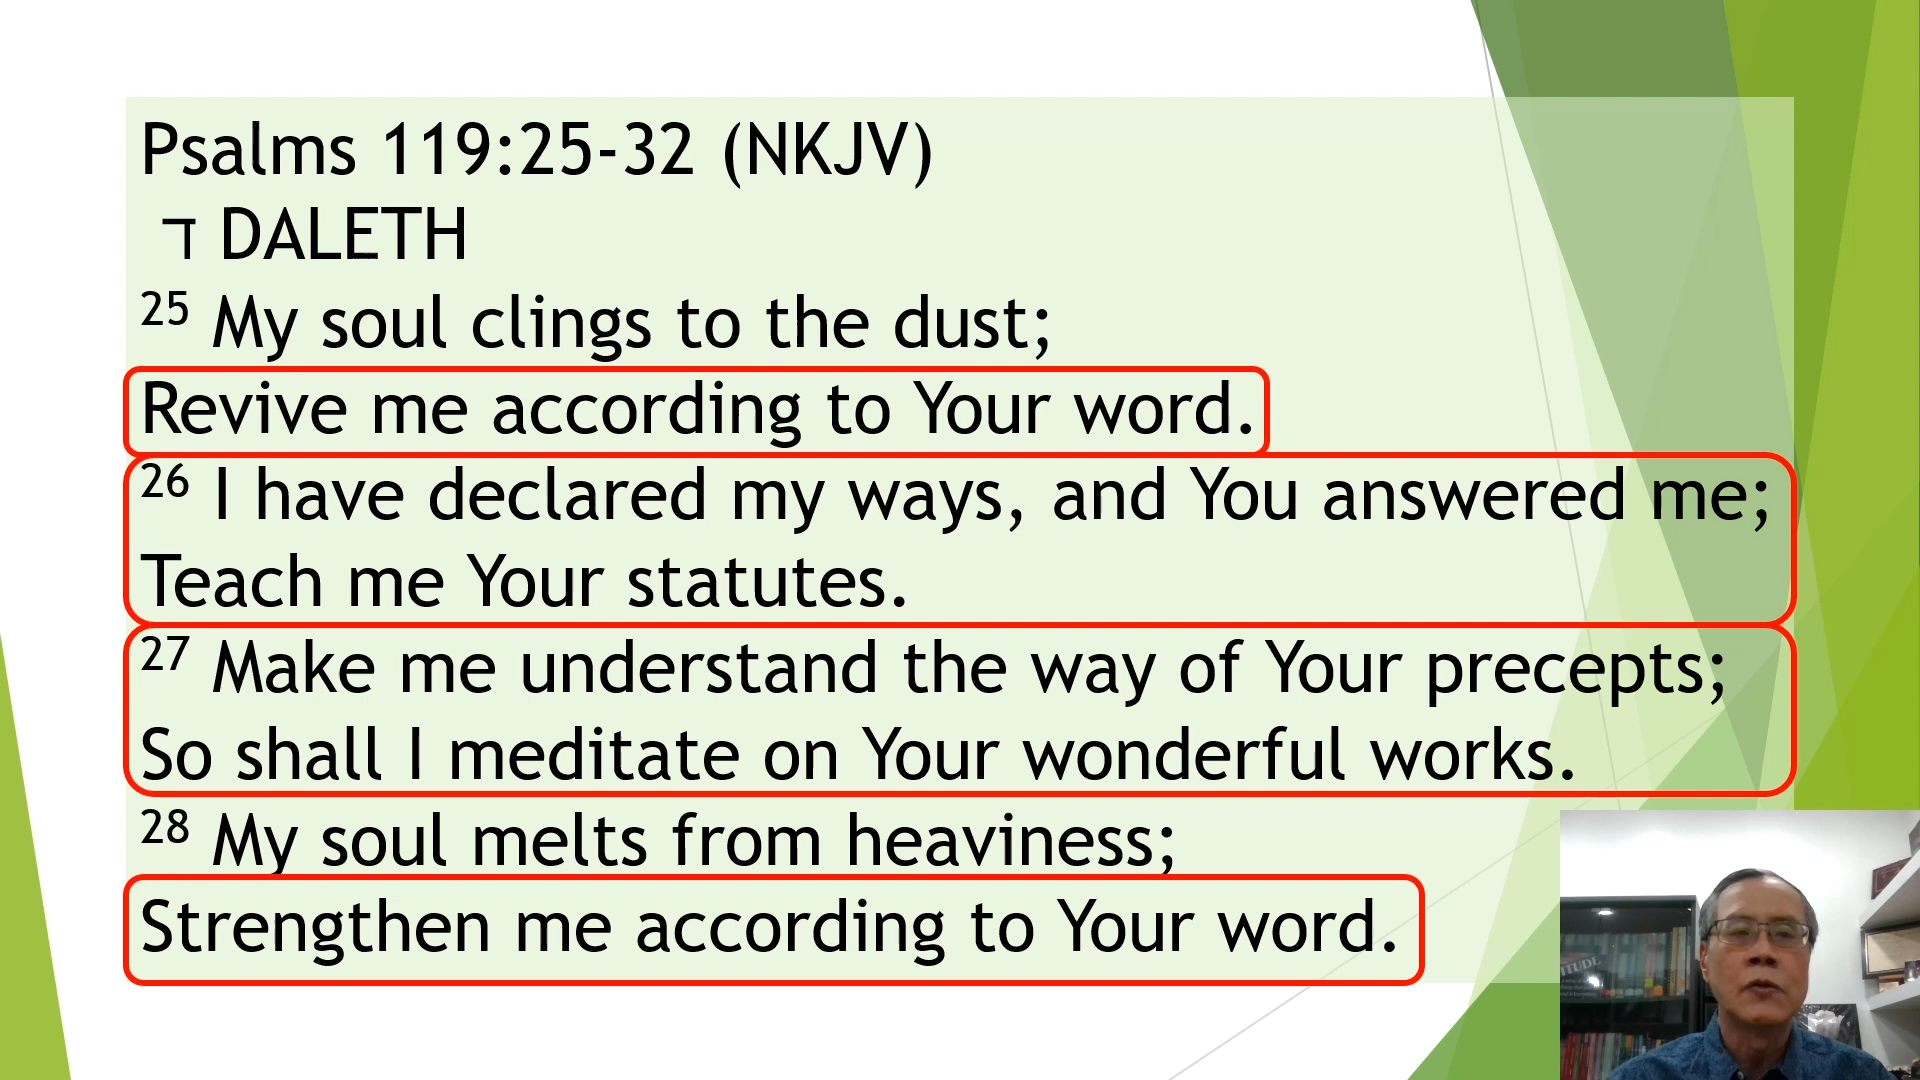 Psalms 119:25-32 (NKJV)
ד DALETH
25 My soul clings to the dust;
Revive me according to Your word.
26 I have declared my ways, and You answered me;
Teach me Your statutes.
27 Make me understand the way of Your precepts;
So shall I meditate on Your wonderful works.
28 My soul melts from heaviness;
Strengthen me according to Your word.